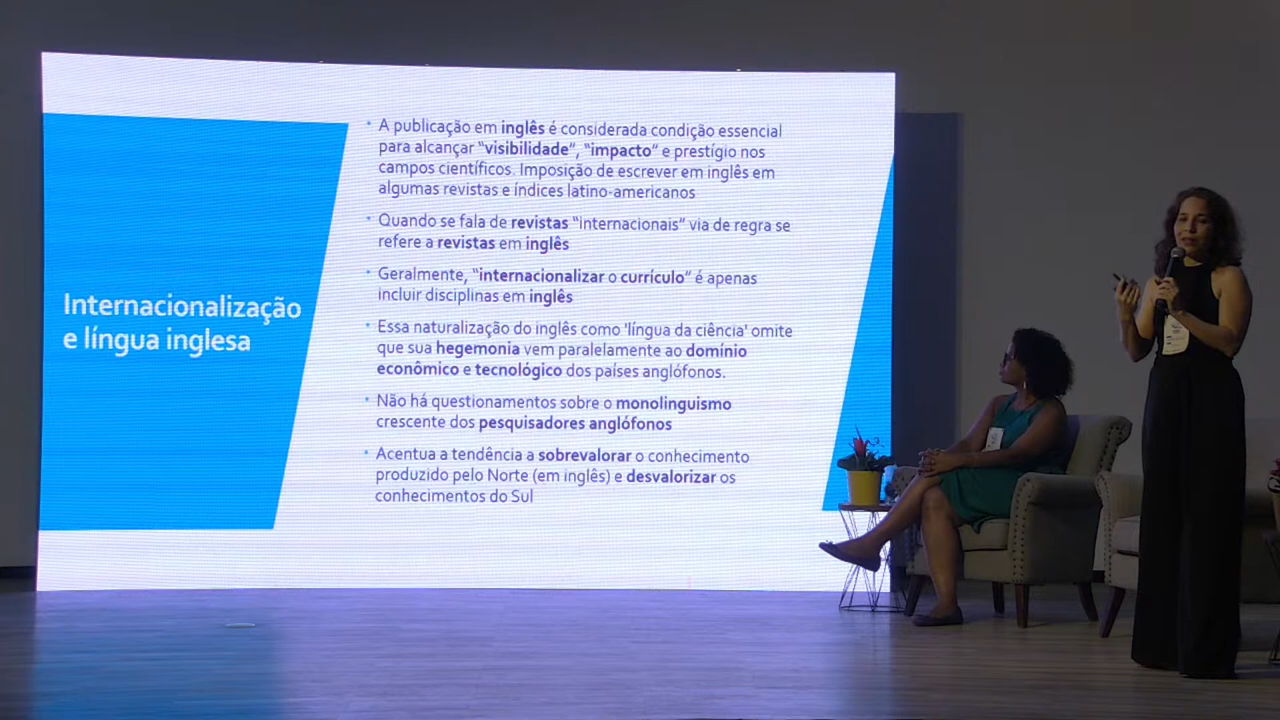 Internacionalização
e língua inglesa
A publicação em inglês é considerada condição essencial
para alcançar "visibilidade", "impacto" e prestígio nos
campos científicos. Imposição de escrever em inglês em
algumas revistas e índices latino-americanos
Quando se fala de revistas "internacionais" via de regra se
refere a revistas em inglês
Geralmente, "internacionalizar o currículo" é apenas
incluir disciplinas em inglês
Essa naturalização do inglês como 'língua da ciência' omite
que sua hegemonia vem paralelamente ao domínio
econômico e tecnológico dos países anglófonos.
Não há questionamentos sobre o monolinguismo
crescente dos pesquisadores anglófonos
Acentua a tendência a sobrevalorar o conhecimento
produzido pelo Norte (em inglês) e desvalorizar os
conhecimentos do Sul